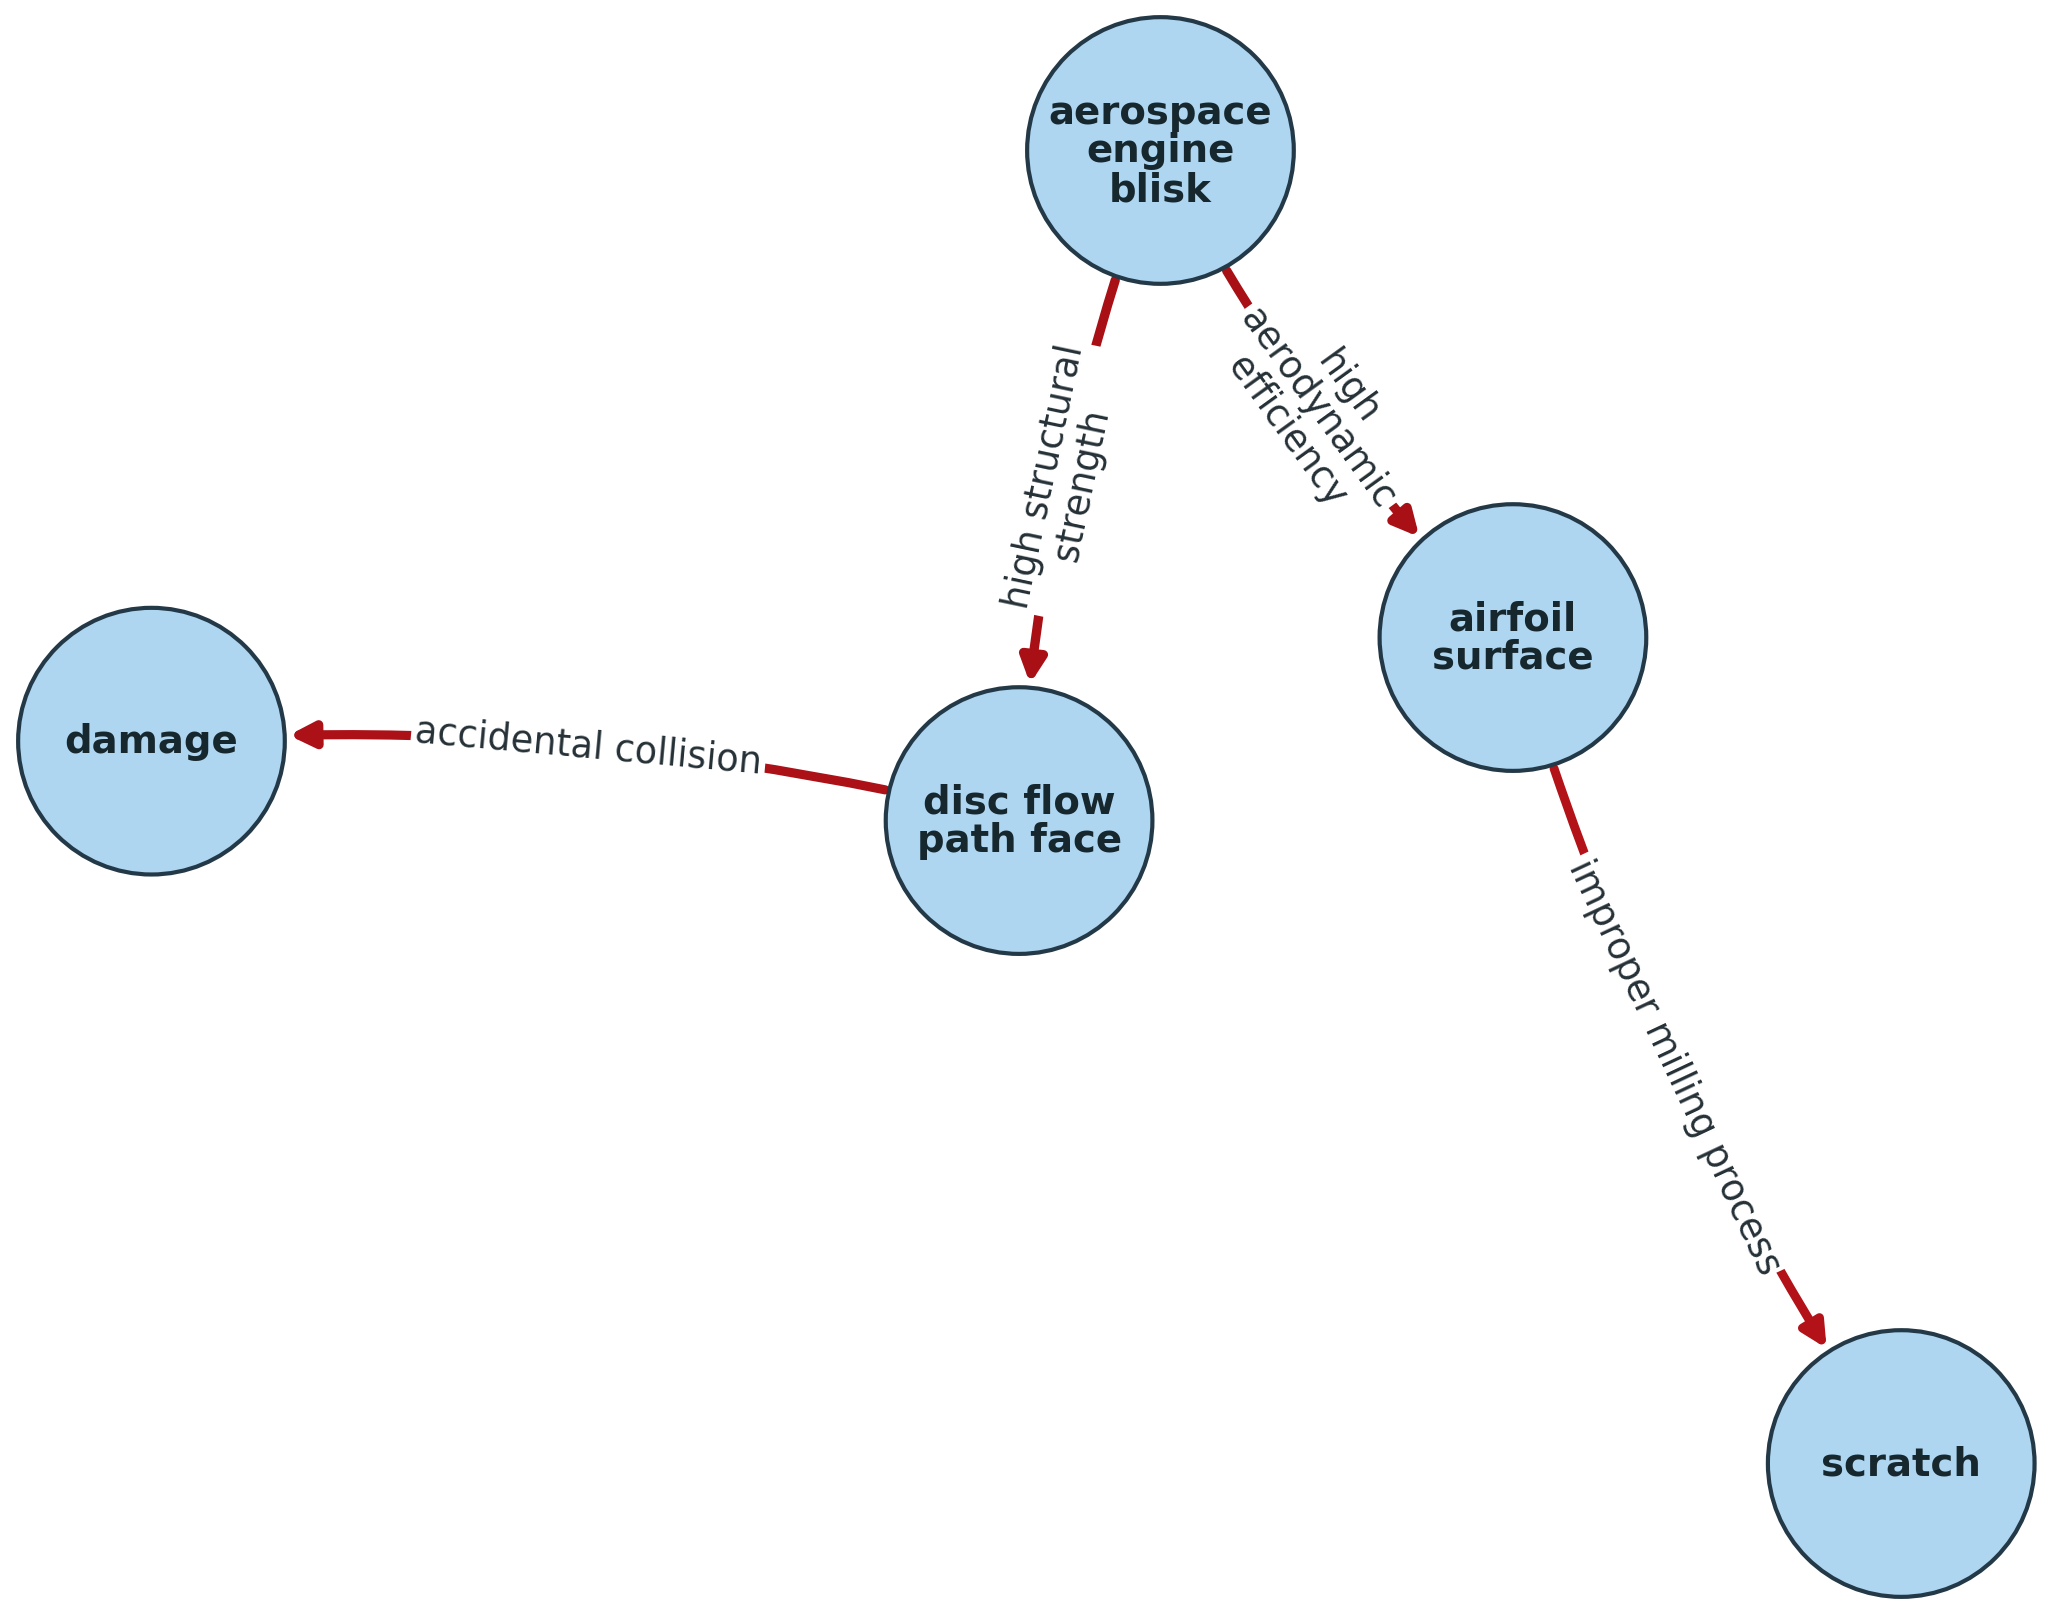 aerospace
engine
blisk
high
aerodynamic
efficiency
high structural
strength
airfoil
surface
damage
accidental collision
disc flow
path face
improper milling process
scratch